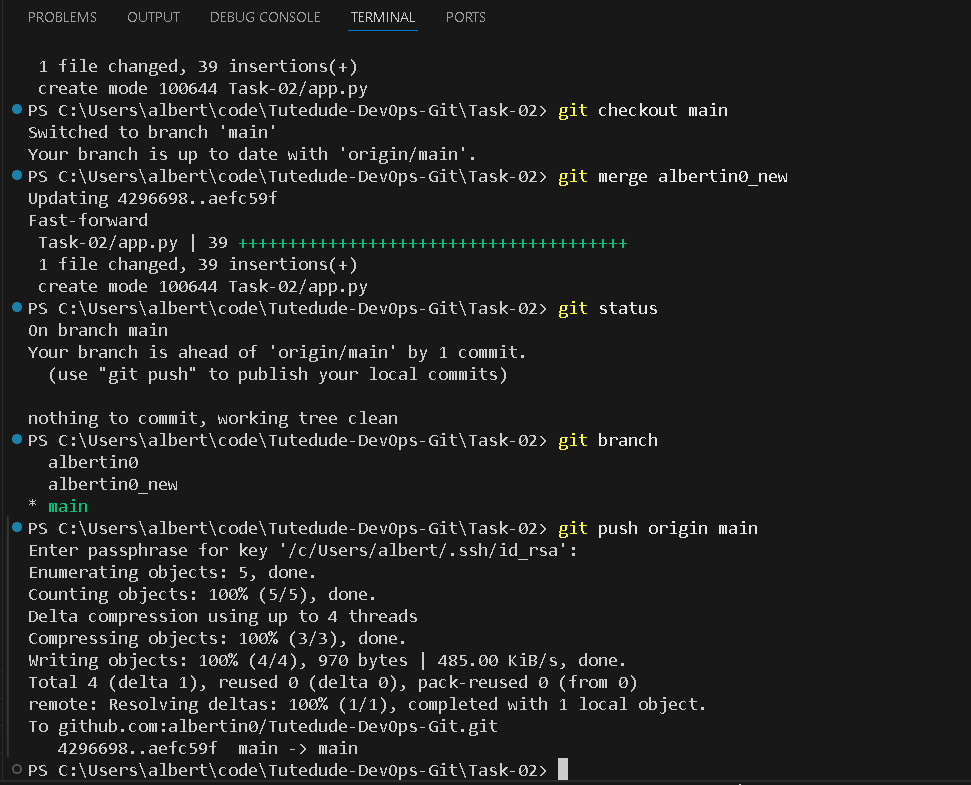 PROBLEMS OUTPUT DEBUG CONSOLE TERMINAL PORTS
1 file changed, 39 insertions(+)
create mode 100644 Task-02/app.py
PS C:\Users\albert\code\Tutedude-DevOps-Git\Task-02> git checkout main
Switched to branch 'main'
Your branch is up to date with 'origin/main'.
PS C:\Users\albert\code\Tutedude-DevOps-Git\Task-02> git merge albertin0_new
Updating 4296698..aefc59f
Fast-forward
Task-02/app.py | 39 +++++++++++++++++++++++++++++++++++++++
1 file changed, 39 insertions(+)
create mode 100644 Task-02/app.py
PS C:\Users\albert\code\Tutedude-DevOps-Git\Task-02> git status
On branch main
Your branch is ahead of 'origin/main' by 1 commit.
(use "git push" to publish your local commits)
nothing to commit, working tree clean
PS C:\Users\albert\code\Tutedude-DevOps-Git\Task-02> git branch
albertin0
albertin0_new
* main
PS C:\Users\albert\code\Tutedude-DevOps-Git\Task-02> git push origin main
Enter passphrase for key '/c/Users/albert/.ssh/id_rsa':
Enumerating objects: 5, done.
Counting objects: 100% (5/5), done.
Delta compression using up to 4 threads
Compressing objects: 100% (3/3), done.
Writing objects: 100% (4/4), 970 bytes | 485.00 KiB/s, done.
Total 4 (delta 1), reused 0 (delta 0), pack-reused 0 (from 0)
remote: Resolving deltas: 100% (1/1), completed with 1 local object.
To github.com:albertin0/Tutedude-DevOps-Git.git
4296698..aefc59f main -> main
PS C:\Users\albert\code\Tutedude-DevOps-Git\Task-02>